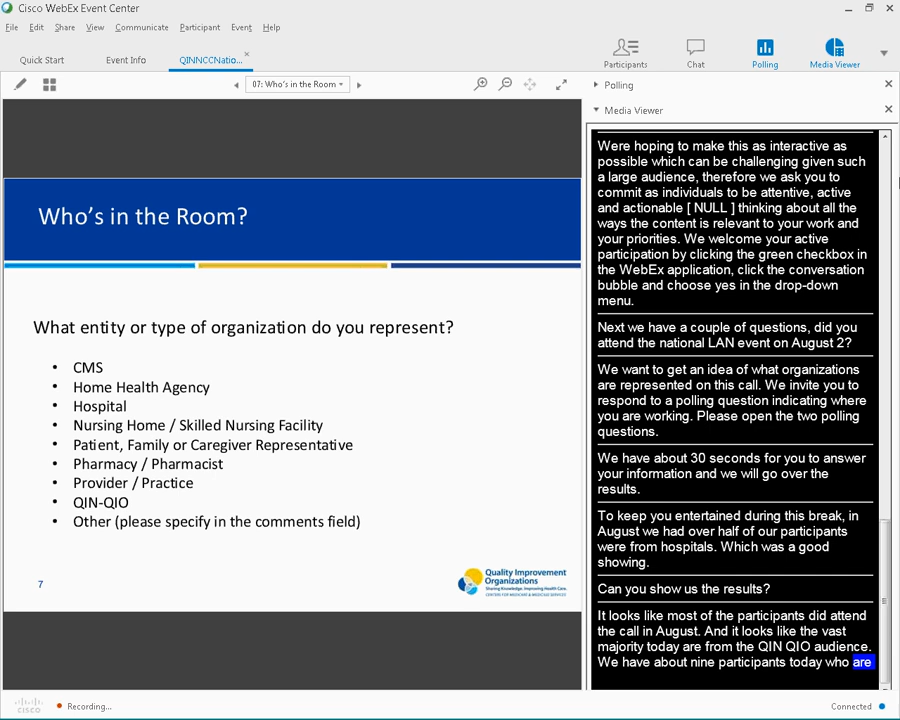 Cisco WebEx Event Center
File Edit Share View Communicate Participant Event Help
Quick Start Event Info QINNCCNatio...
Participants Chat Polling Media Viewer
07: Who's in the Room
Polling
Media Viewer
Who's in the Room?
What entity or type of organization do you represent?
• CMS
• Home Health Agency
• Hospital
• Nursing Home / Skilled Nursing Facility
• Patient, Family or Caregiver Representative
• Pharmacy / Pharmacist
• Provider / Practice
• QIN-QIO
• Other (please specify in the comments field)
7
Quality Improvement
Organizations
Sharing Knowledge. Improving Health Care.
CENTERS FOR MEDICARE & MEDICAID SERVICES
Were hoping to make this as interactive as
possible which can be challenging given such
a large audience, therefore we ask you to
commit as individuals to be attentive, active
and actionable [ NULL ] thinking about all the
ways the content is relevant to your work and
your priorities. We welcome your active
participation by clicking the green checkbox in
the WebEx application, click the conversation
bubble and choose yes in the drop-down
menu.
Next we have a couple of questions, did you
attend the national LAN event on August 2?
We want to get an idea of what organizations
are represented on this call. We invite you to
respond to a polling question indicating where
you are working. Please open the two polling
questions.
We have about 30 seconds for you to answer
your information and we will go over the
results.
To keep you entertained during this break, in
August we had over half of our participants
were from hospitals. Which was a good
showing.
Can you show us the results?
It looks like most of the participants did attend
the call in August. And it looks like the vast
majority today are from the QIN QIO audience.
We have about nine participants today who are
cisco
Recording...
Connected